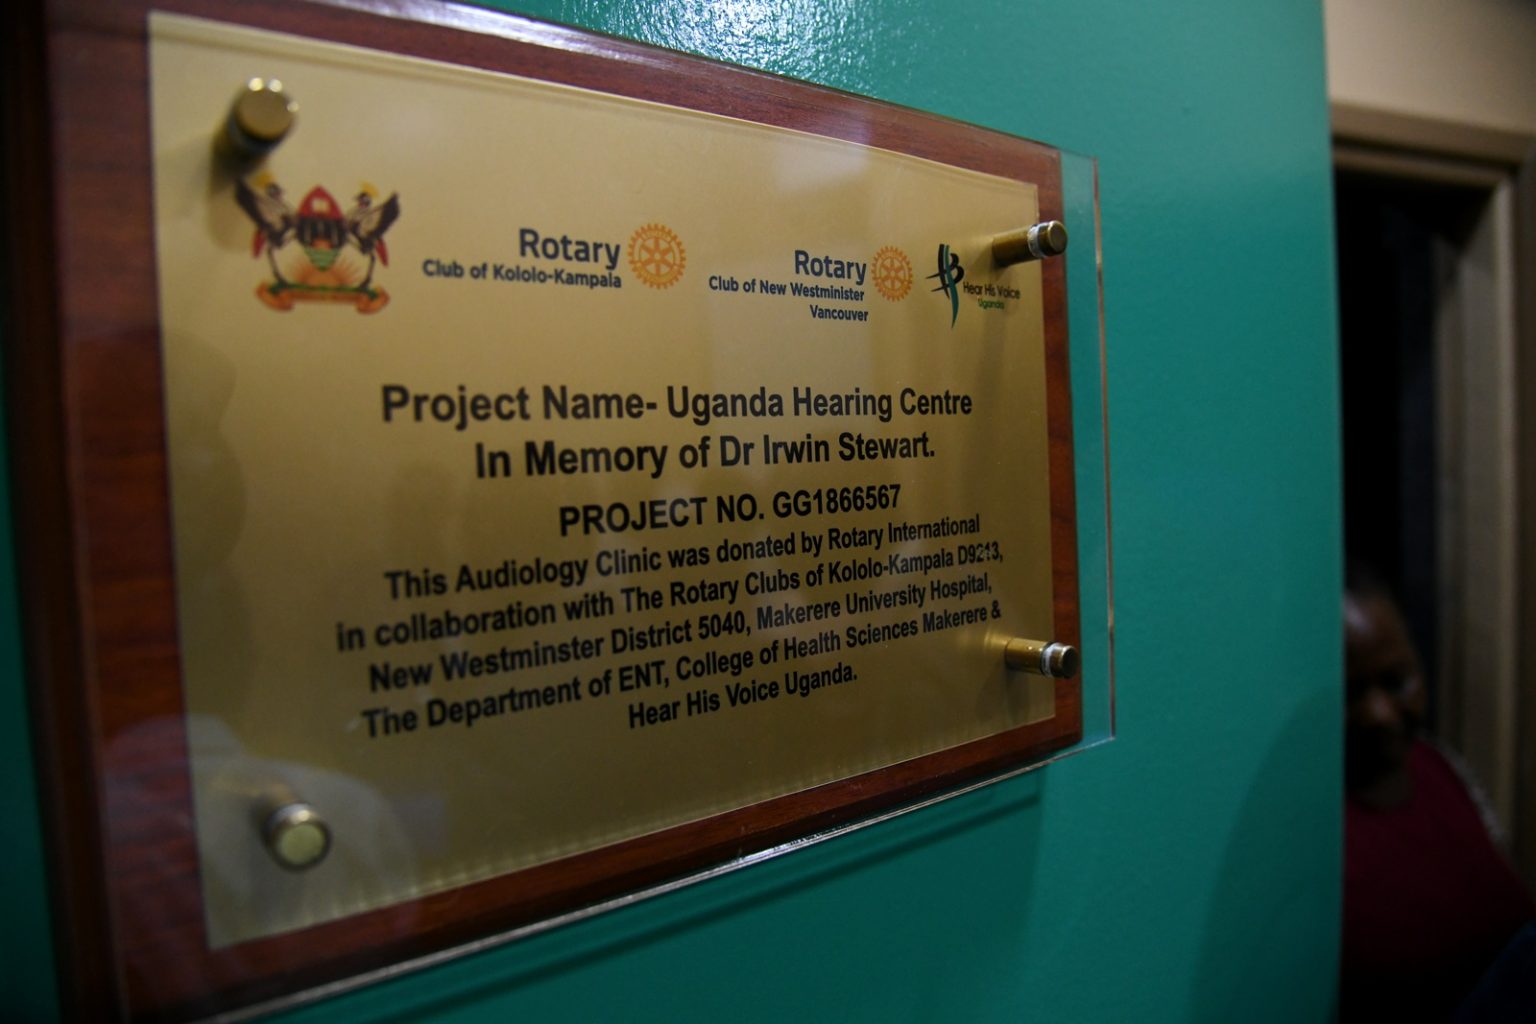 Rotary
Club of Kololo-Kampala
Rotary
Club of New Westminister
Vancouver
Hear His Voice
Uganda
Project Name- Uganda Hearing Centre
In Memory of Dr Irwin Stewart.
PROJECT NO. GG1866567
This Audiology Clinic was donated by Rotary International
in collaboration with The Rotary Clubs of Kololo-Kampala D9213,
New Westminster District 5040, Makerere University Hospital,
The Department of ENT, College of Health Sciences Makerere &
Hear His Voice Uganda.